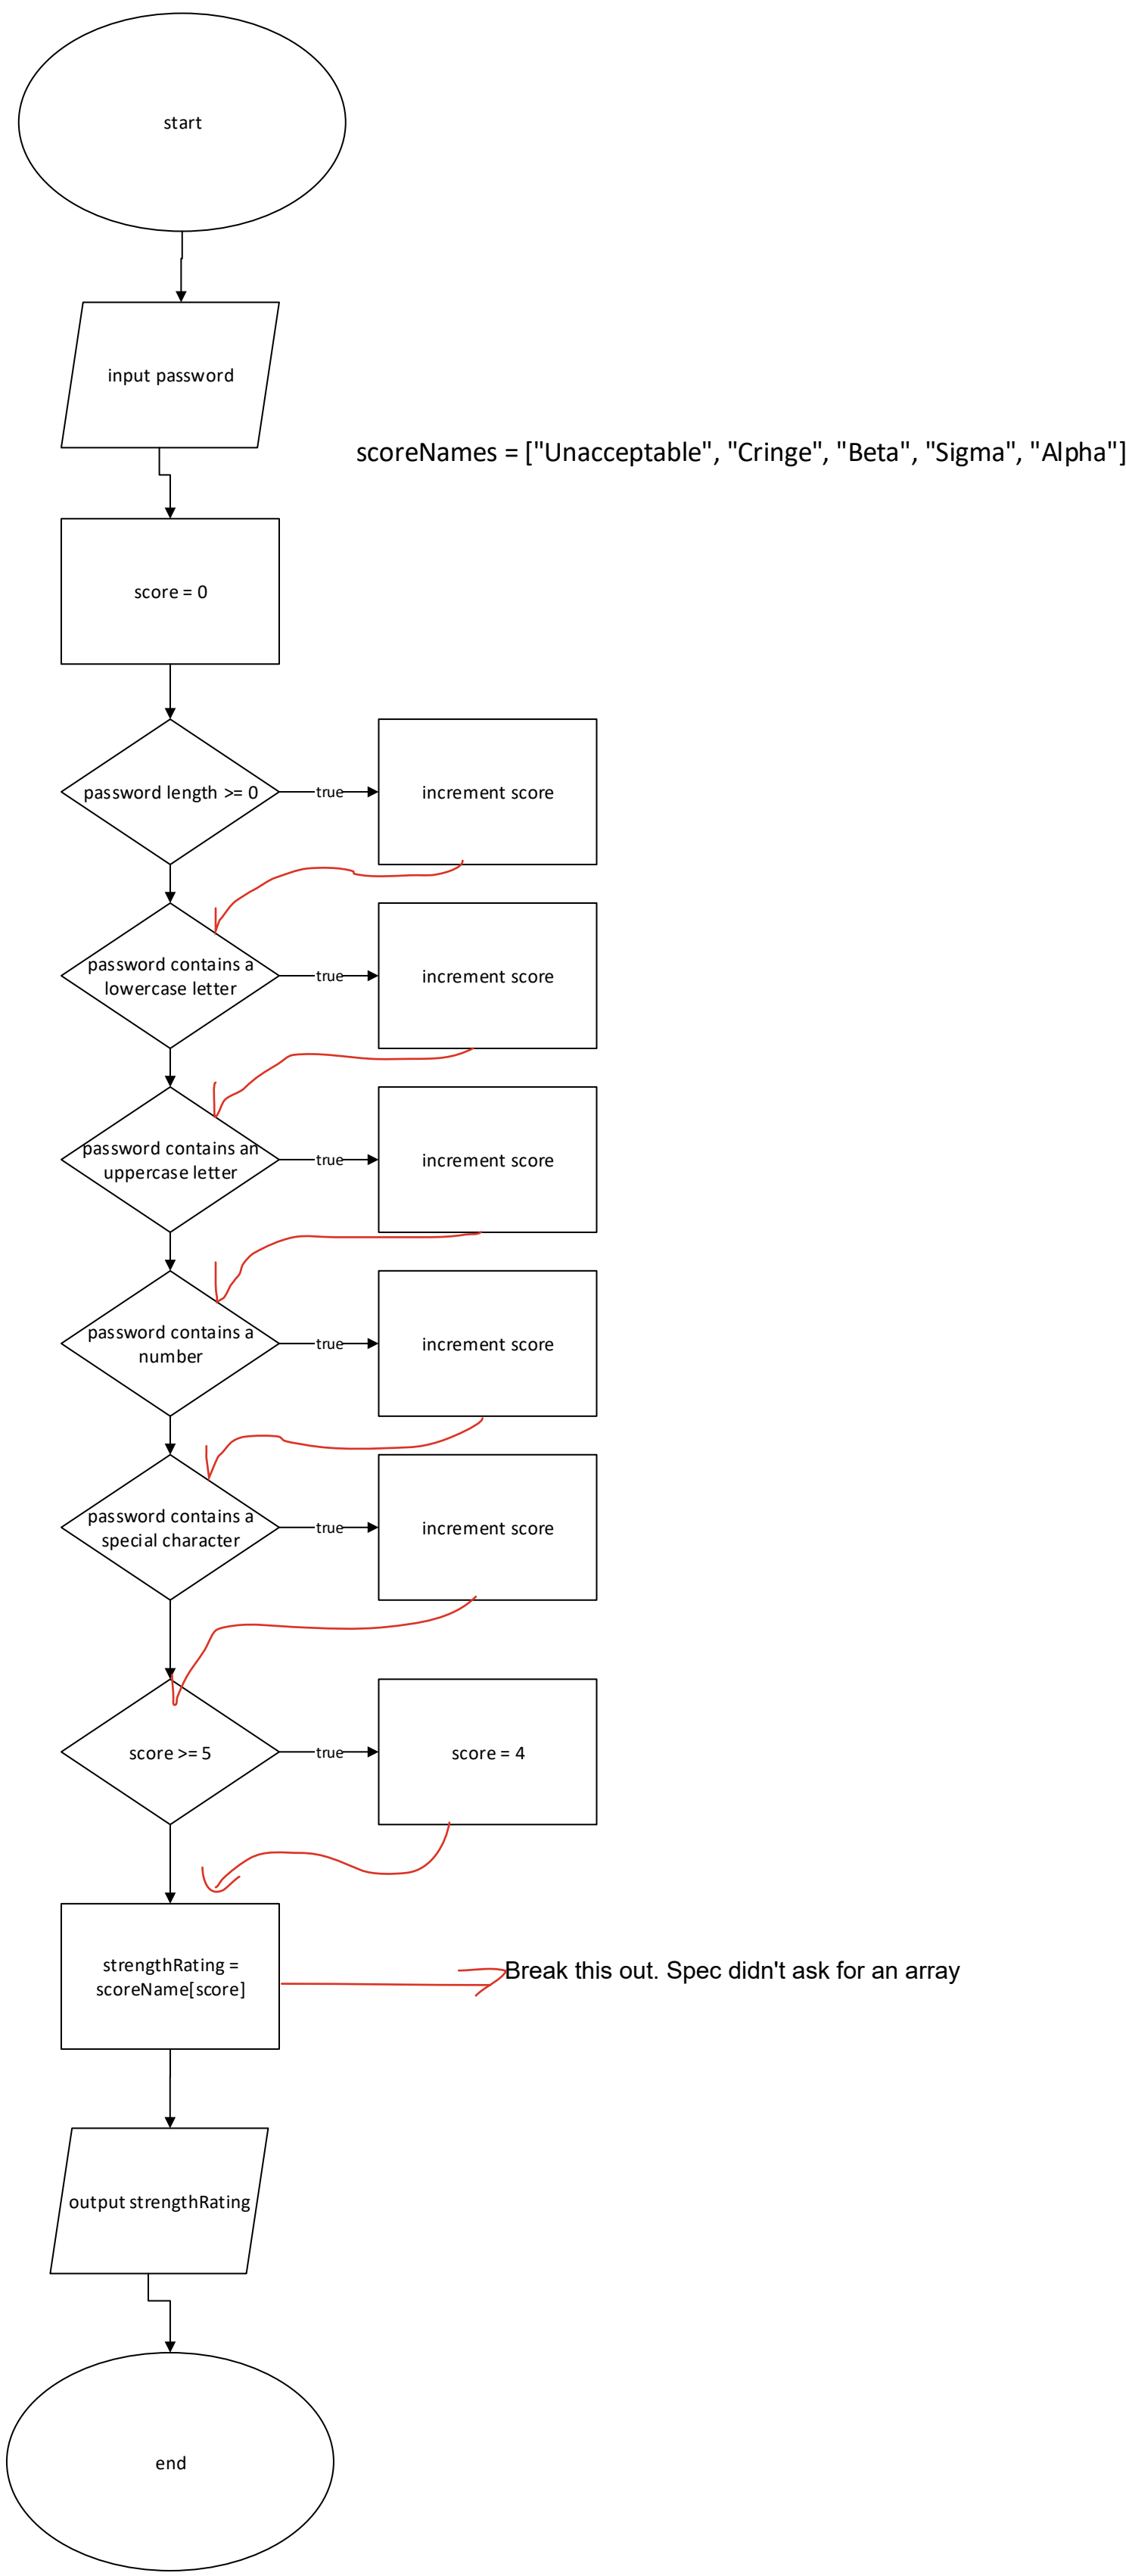 start
input password
scoreNames = ["Unacceptable", "Cringe", "Beta", "Sigma", "Alpha"]
score = 0
password length >= 0
true
increment score
password contains a
lowercase letter
true
increment score
password contains an
uppercase letter
true
increment score
password contains a
number
true
increment score
password contains a
special character
true
increment score
score >= 5
true
score = 4
strengthRating =
scoreName[score]
Break this out. Spec didn't ask for an array
output strengthRating
end